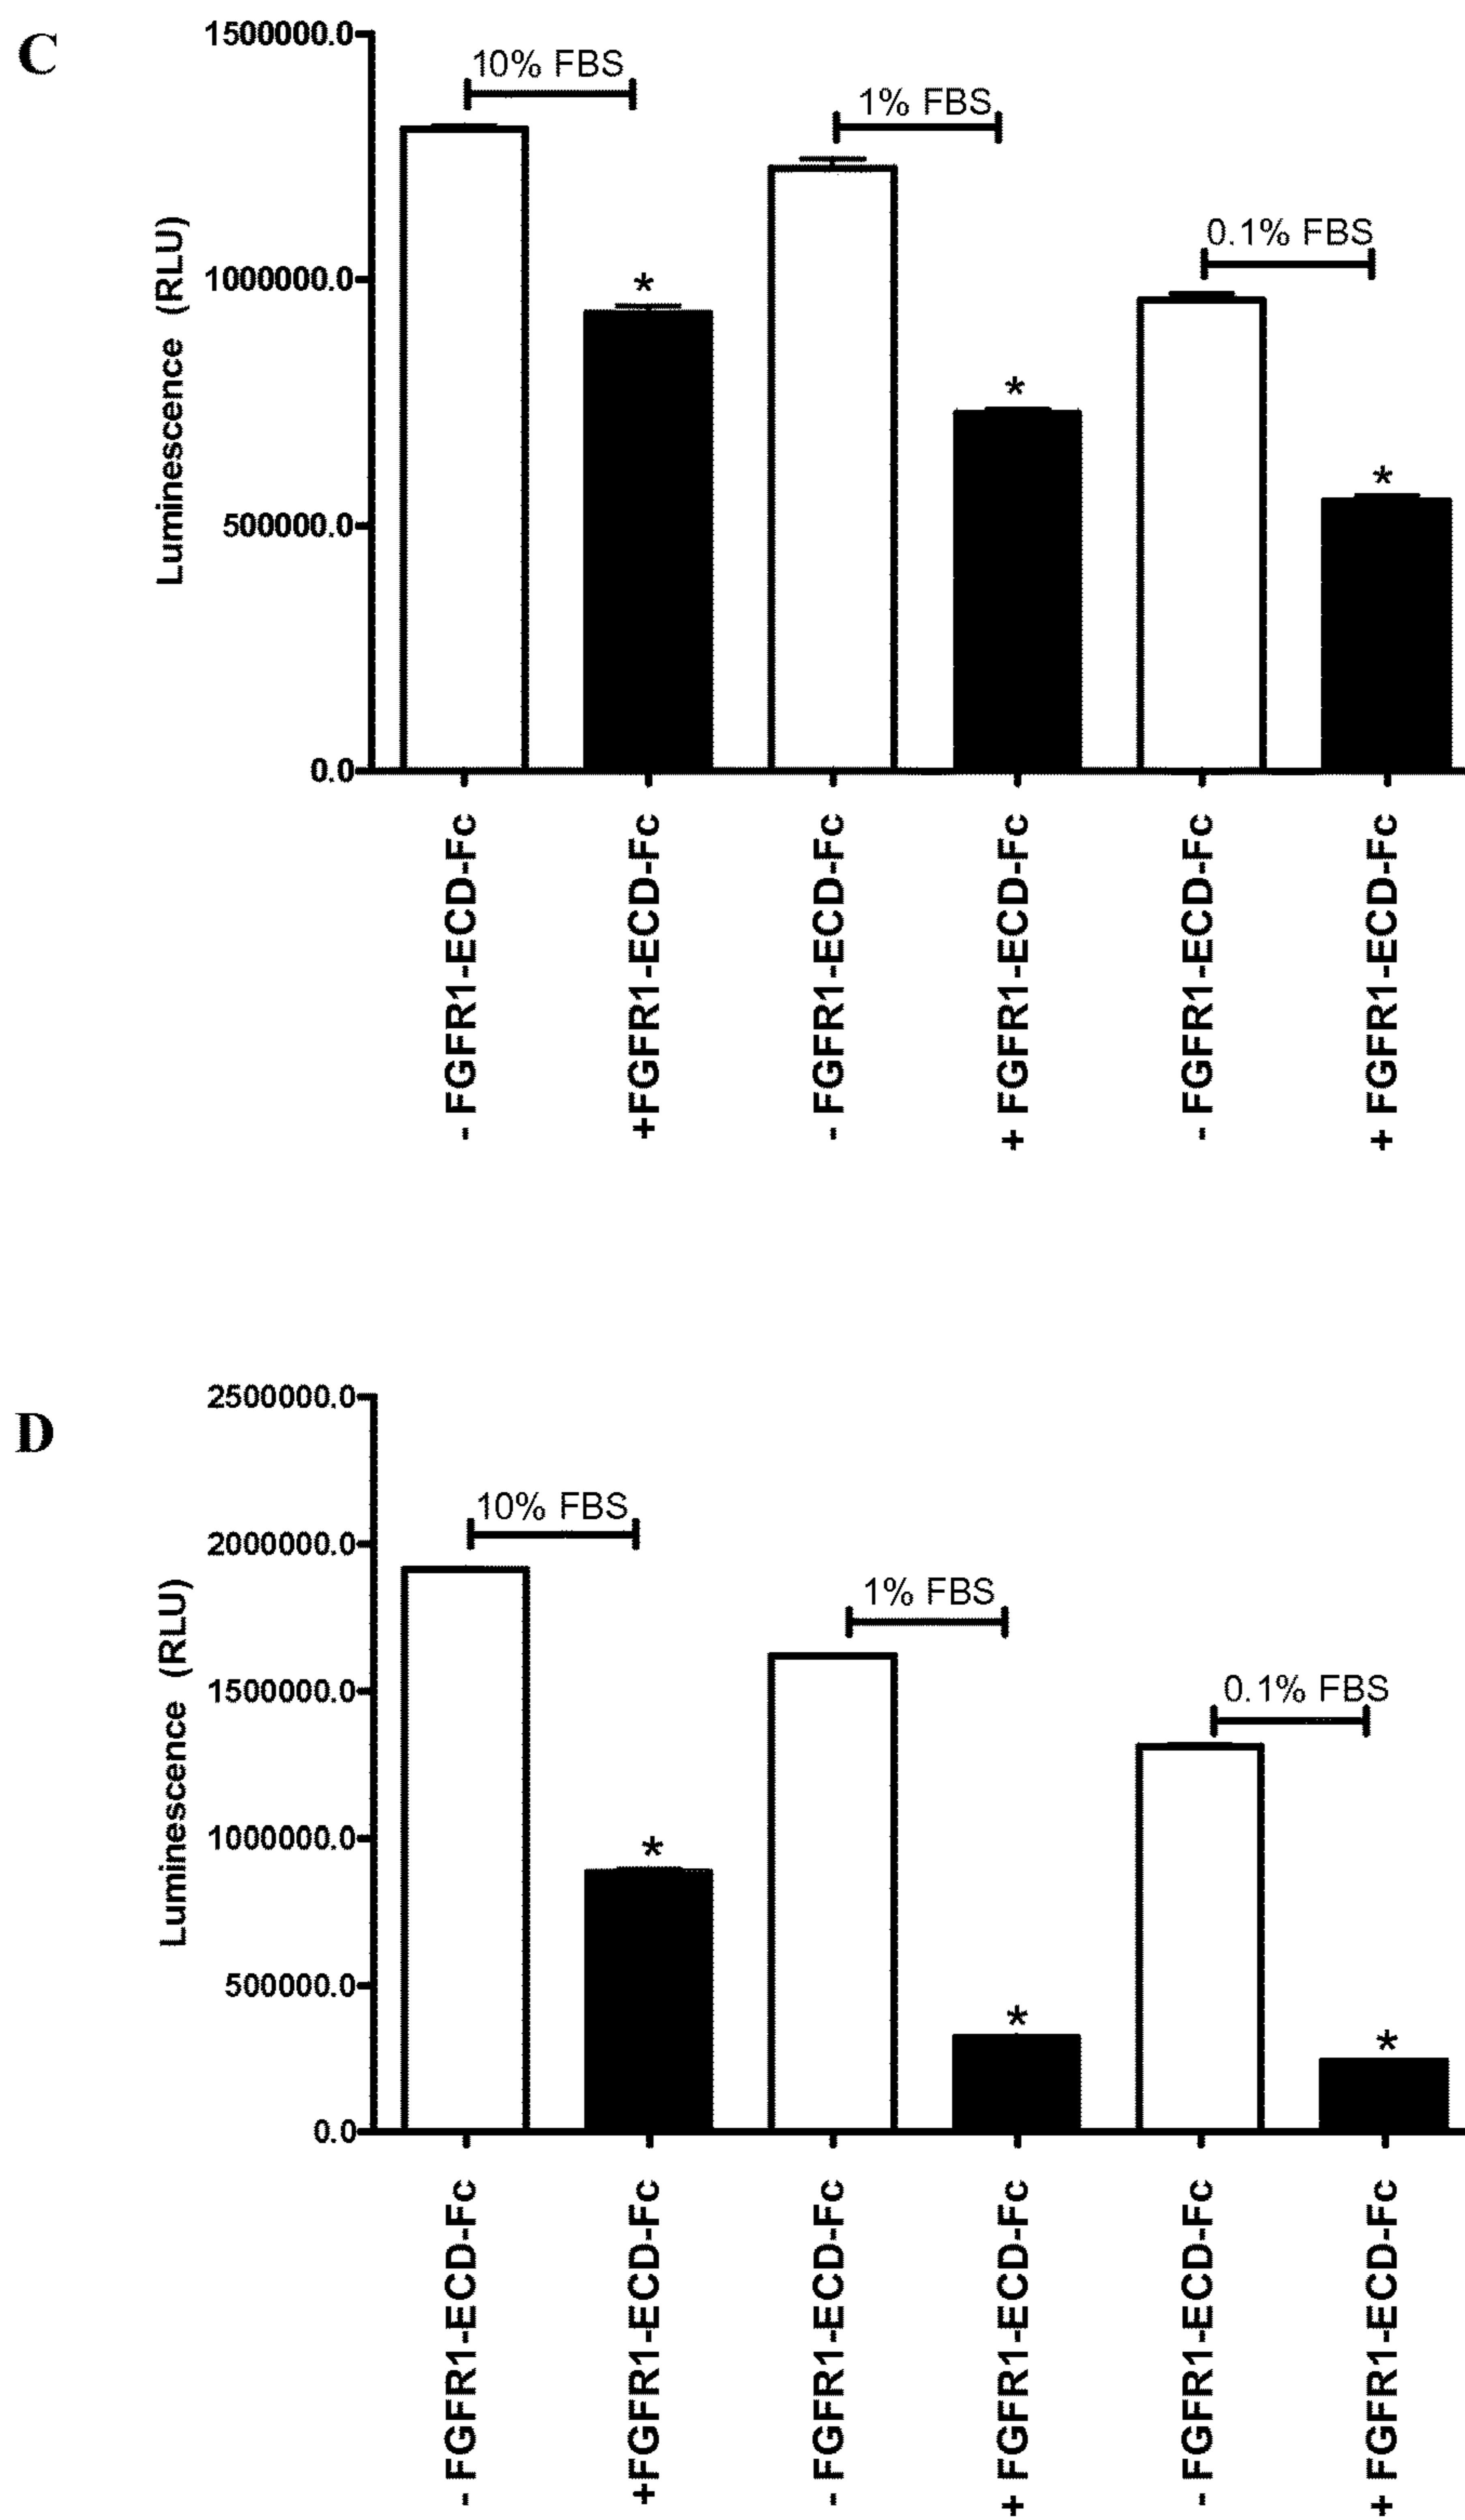 C
1500000.0
10% FBS
1% FBS
0.1% FBS
1000000.0
*
*
*
500000.0
0.0
Luminescence (RLU)
- FGFR1-ECD-Fc
+FGFR1-ECD-Fc
- FGFR1-ECD-Fc
+ FGFR1-ECD-Fc
- FGFR1-ECD-Fc
+ FGFR1-ECD-Fc
D
2500000.0
10% FBS
2000000.0
1% FBS
0.1% FBS
1500000.0
1000000.0
*
500000.0
*
*
0.0
Luminescence (RLU)
- FGFR1-ECD-Fc
+FGFR1-ECD-Fc
- FGFR1-ECD-Fc
+ FGFR1-ECD-Fc
- FGFR1-ECD-Fc
+ FGFR1-ECD-Fc